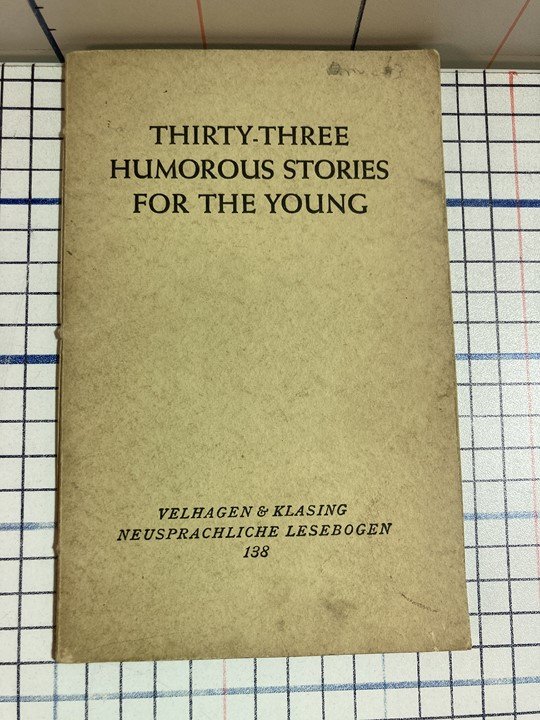 THIRTY-THREE
HUMOROUS STORIES
FOR THE YOUNG
VELHAGEN & KLASING
NEUSPRACHLICHE LESEBOGEN
138